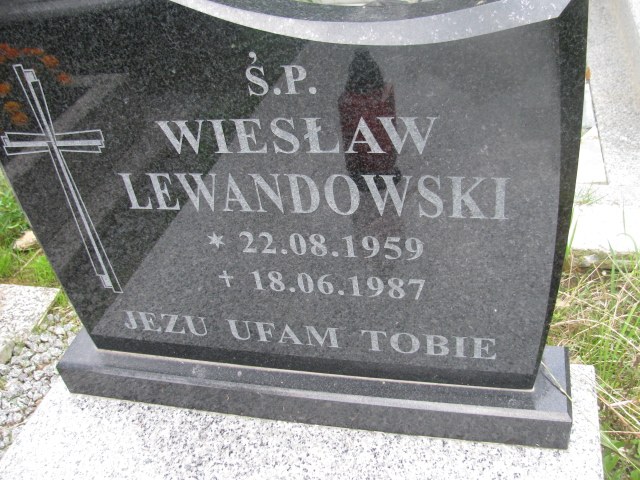 Ś.P.
WIESŁAW
LEWANDOWSKI
* 22.08.1959
+ 18.06.1987
JEZU UFAM TOBIE